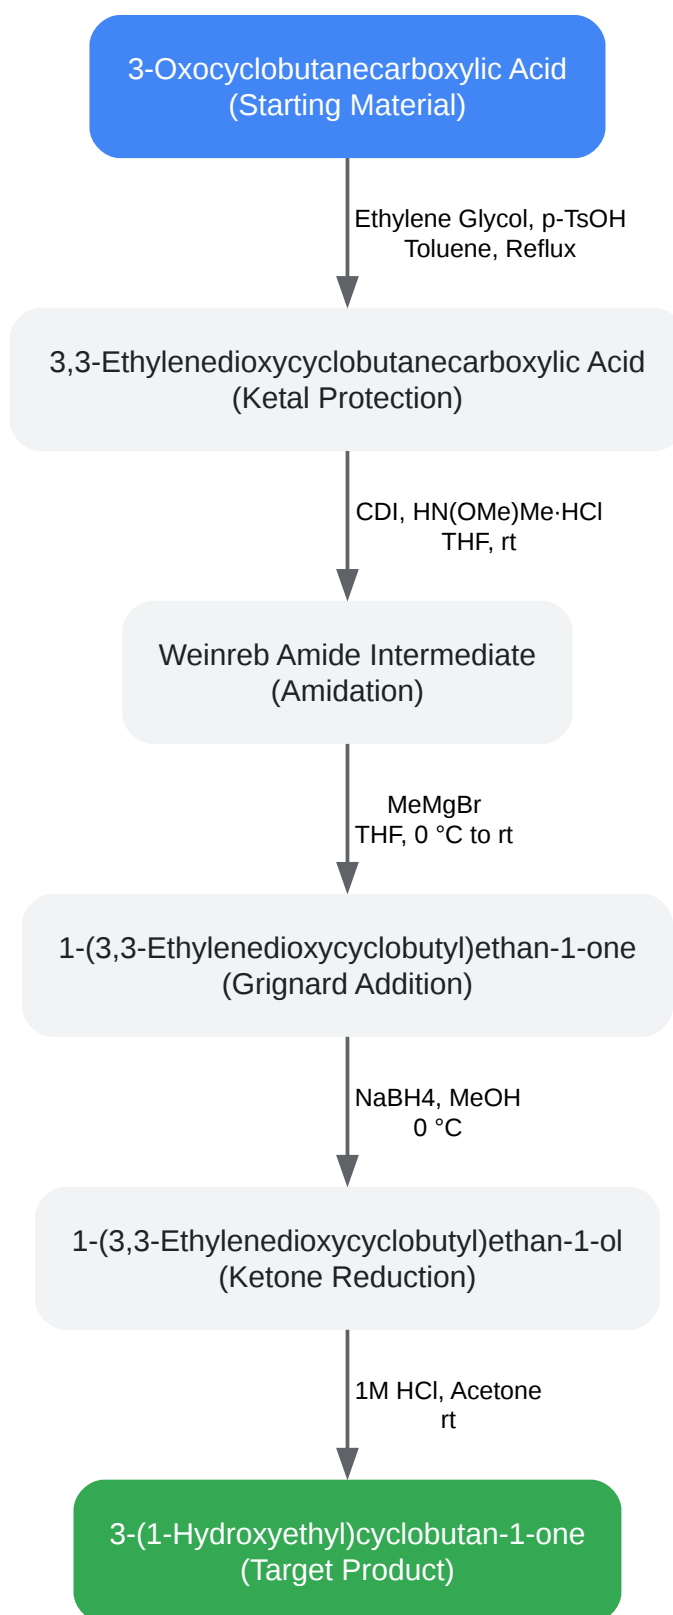 3-Oxocyclobutanecarboxylic Acid
(Starting Material)
Ethylene Glycol, p-TsOH
Toluene, Reflux
3,3-Ethylenedioxycyclobutanecarboxylic Acid
(Ketal Protection)
CDI, HN(OMe)Me·HCl
THF, rt
Weinreb Amide Intermediate
(Amidation)
MeMgBr
THF, 0 °C to rt
1-(3,3-Ethylenedioxycyclobutyl)ethan-1-one
(Grignard Addition)
NaBH4, MeOH
0 °C
1-(3,3-Ethylenedioxycyclobutyl)ethan-1-ol
(Ketone Reduction)
1M HCl, Acetone
rt
3-(1-Hydroxyethyl)cyclobutan-1-one
(Target Product)